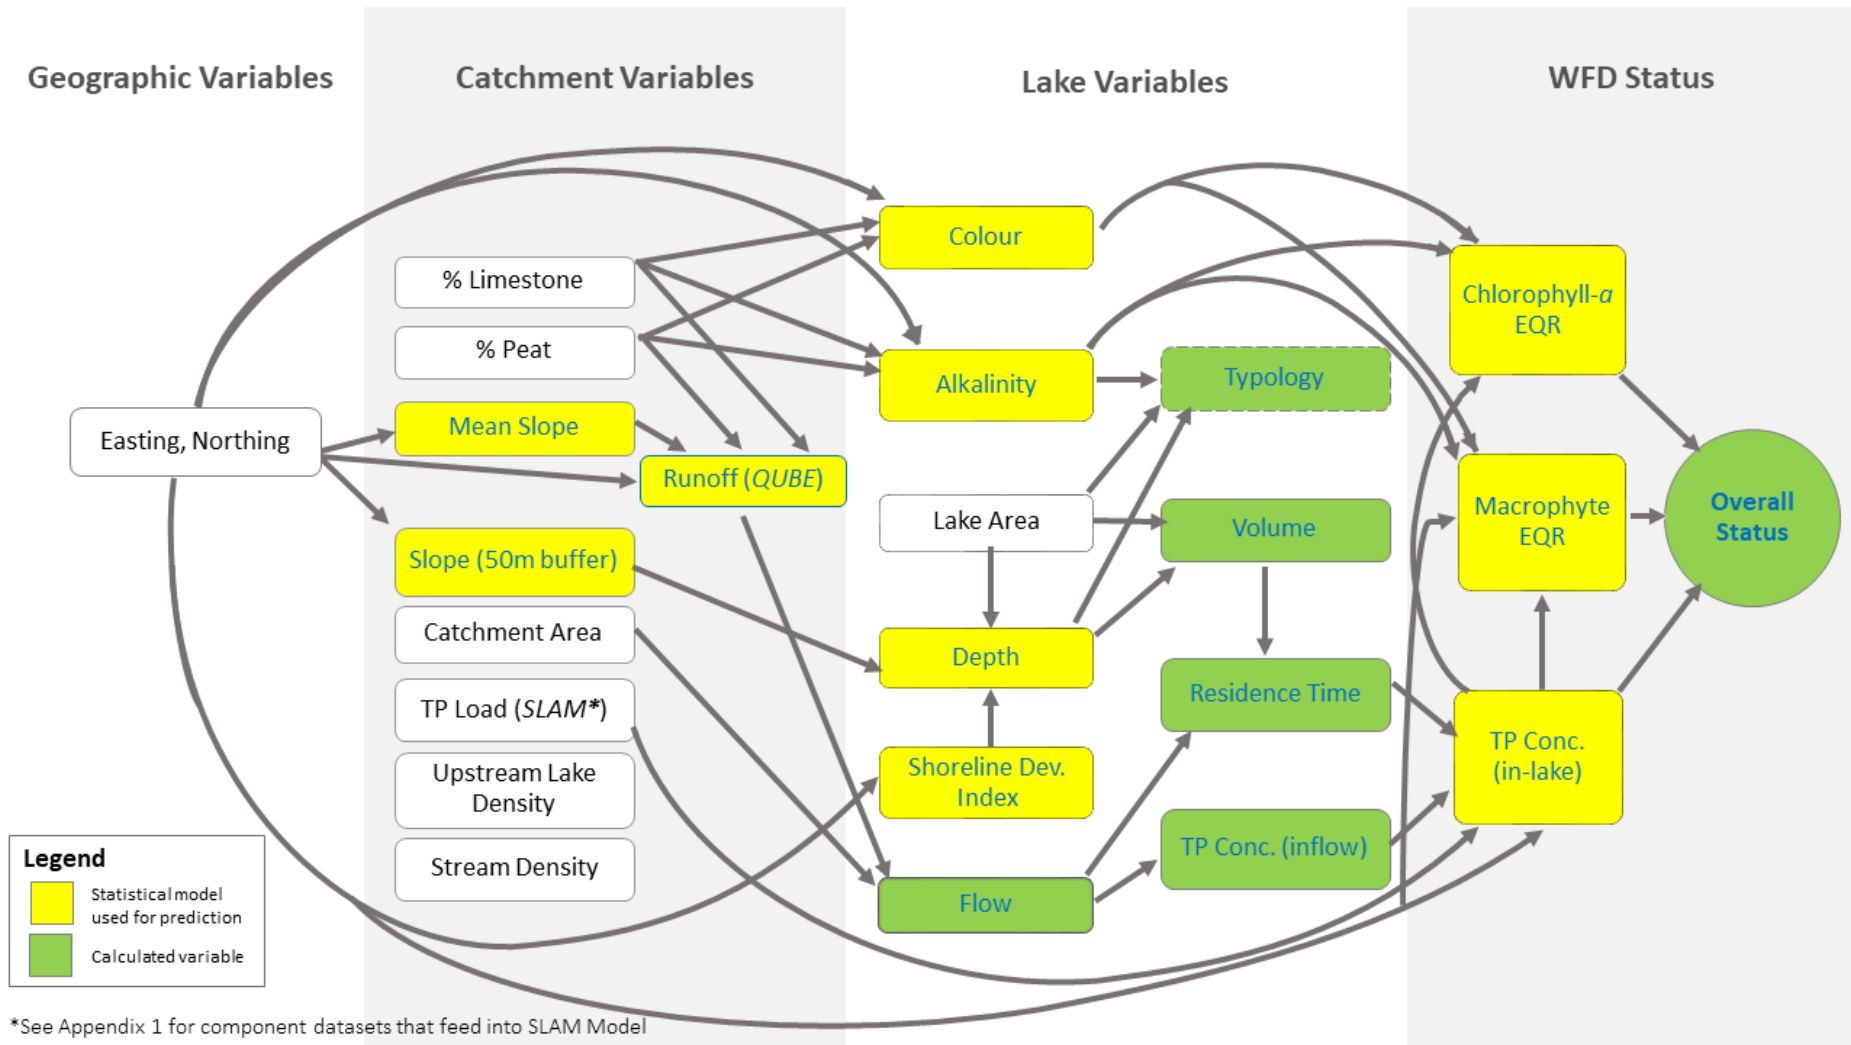 Geographic Variables
Catchment Variables
Lake Variables
WFD Status
Easting, Northing
% Limestone
% Peat
Mean Slope
Runoff (QUBE)
Slope (50m buffer)
Catchment Area
TP Load (SLAM*)
Upstream Lake
Density
Stream Density
Colour
Alkalinity
Typology
Lake Area
Volume
Depth
Residence Time
Shoreline Dev.
Index
TP Conc. (inflow)
Flow
Chlorophyll-a
EQR
Macrophyte
EQR
TP Conc.
(in-lake)
Overall
Status
Legend
Statistical model
used for prediction
Calculated variable
*See Appendix 1 for component datasets that feed into SLAM Model